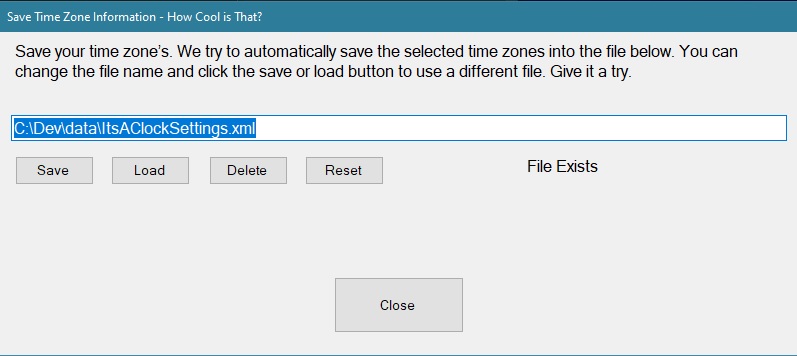 Save Time Zone Information - How Cool is That?
Save your time zone's. We try to automatically save the selected time zones into the file below. You can
change the file name and click the save or load button to use a different file. Give it a try.
C:\Dev\data\ItsAClockSettings.xml
Save Load Delete Reset File Exists
Close